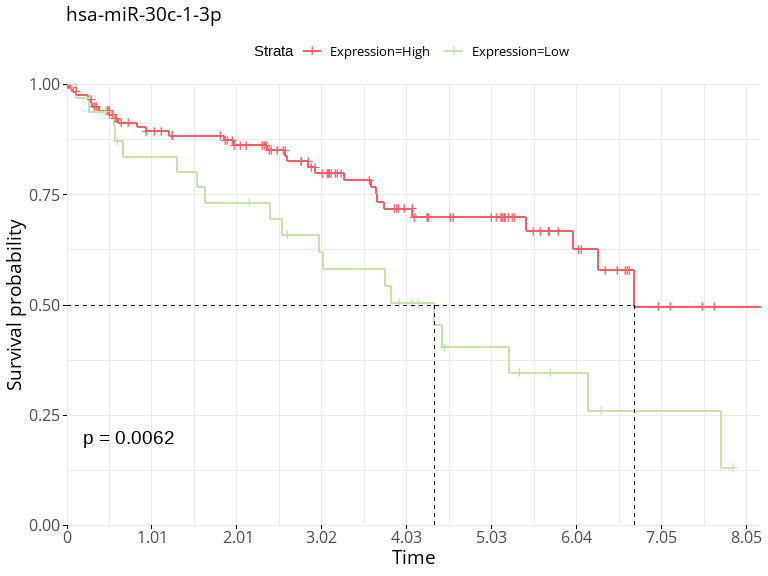 hsa-miR-30c-1-3p
Strata Expression=High Expression=Low
1.00
0.75
0.50
0.25
0.00
Survival probability
p = 0.0062
0 1.01 2.01 3.02 4.03 5.03 6.04 7.05 8.05
Time